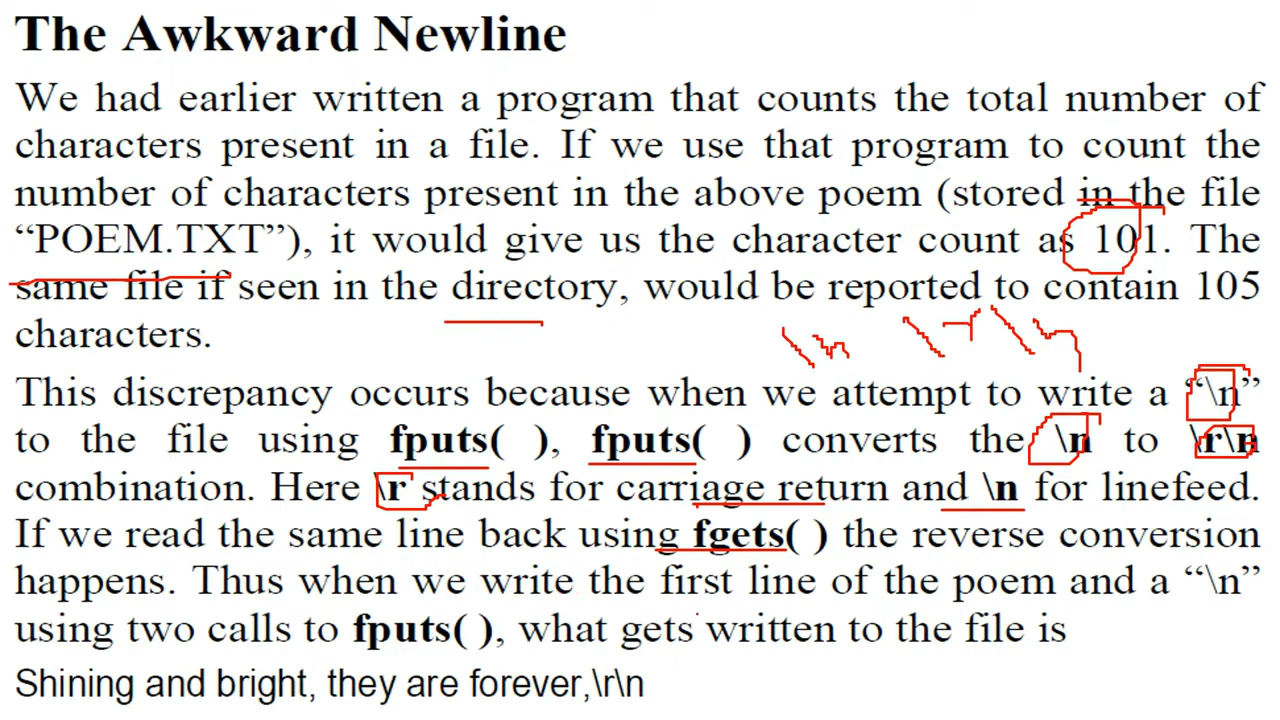 The Awkward Newline
We had earlier written a program that counts the total number of
characters present in a file. If we use that program to count the
number of characters present in the above poem (stored in the file
“POEM.TXT”), it would give us the character count as 101. The
same file if seen in the directory, would be reported to contain 105
characters.
\n \r\n
This discrepancy occurs because when we attempt to write a “\n”
to the file using fputs( ), fputs( ) converts the \n to \r\n
combination. Here \r stands for carriage return and \n for linefeed.
If we read the same line back using fgets( ) the reverse conversion
happens. Thus when we write the first line of the poem and a “\n”
using two calls to fputs( ), what gets written to the file is
Shining and bright, they are forever,\r\n